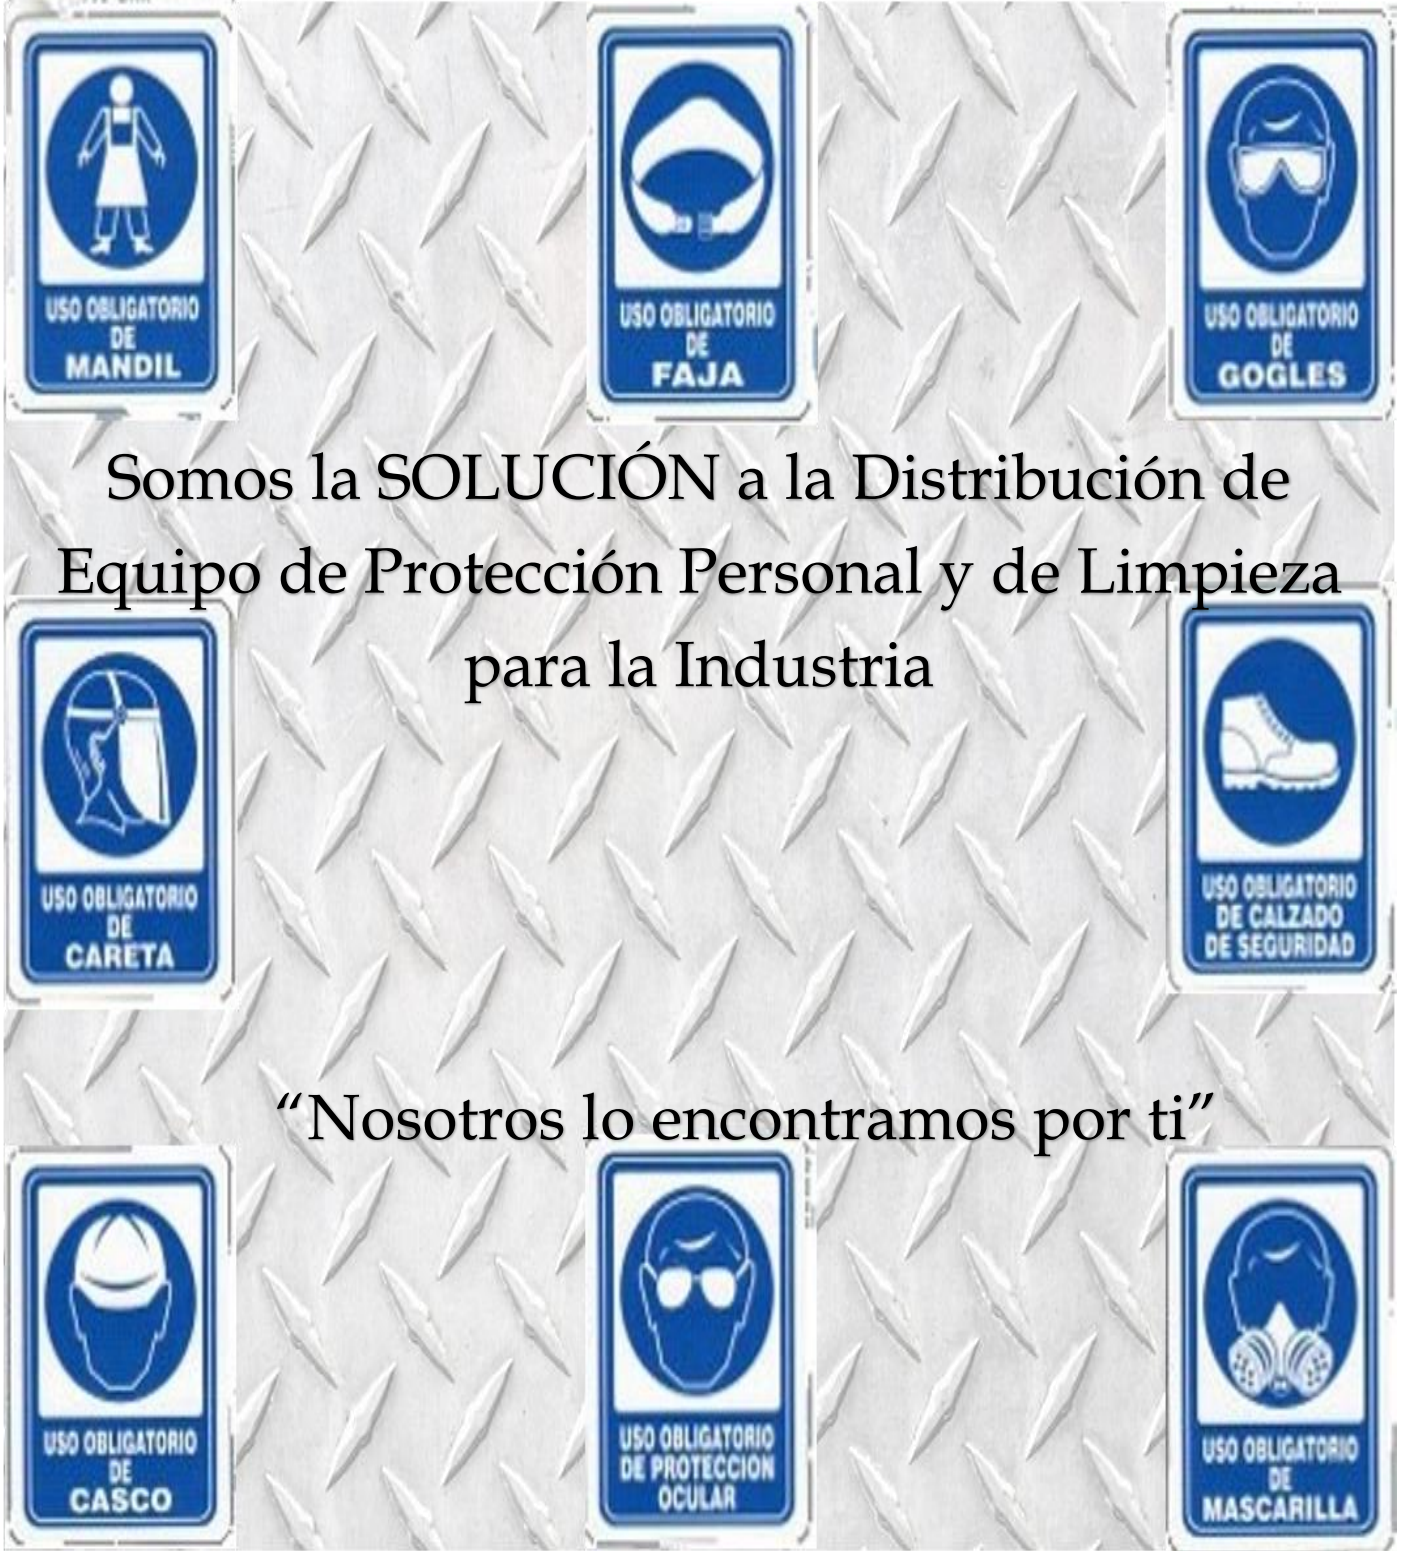 USO OBLIGATORIO
DE
MANDIL
USO OBLIGATORIO
DE
FAJA
USO OBLIGATORIO
DE
GOGLES
Somos la SOLUCIÓN a la Distribución de
Equipo de Protección Personal y de Limpieza
para la Industria
USO OBLIGATORIO
DE
CARETA
USO OBLIGATORIO
DE CALZADO
DE SEGURIDAD
“Nosotros lo encontramos por ti”
USO OBLIGATORIO
DE
CASCO
USO OBLIGATORIO
DE PROTECCION
OCULAR
USO OBLIGATORIO
DE
MASCARILLA